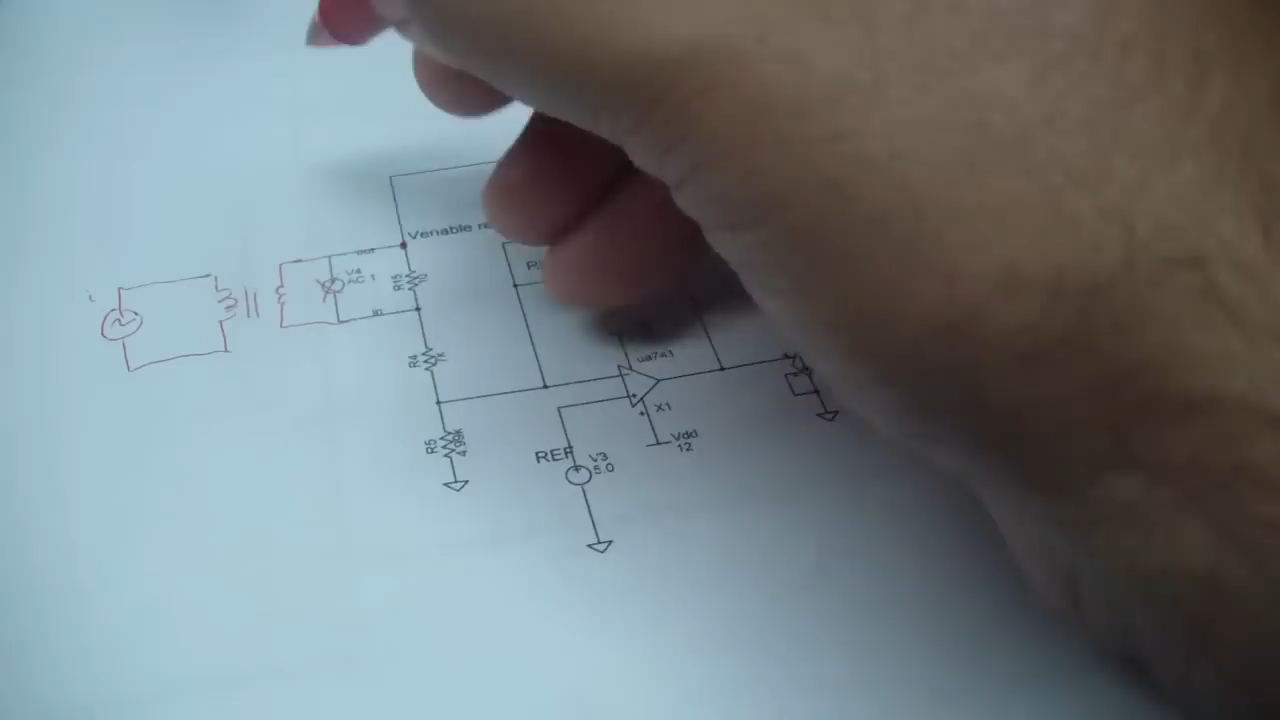 Venable
out
V4
AC 1
R15
0
in
R4
1k
ua741
X1
R5
4.99k
REF
V3
5.0
Vdd
12